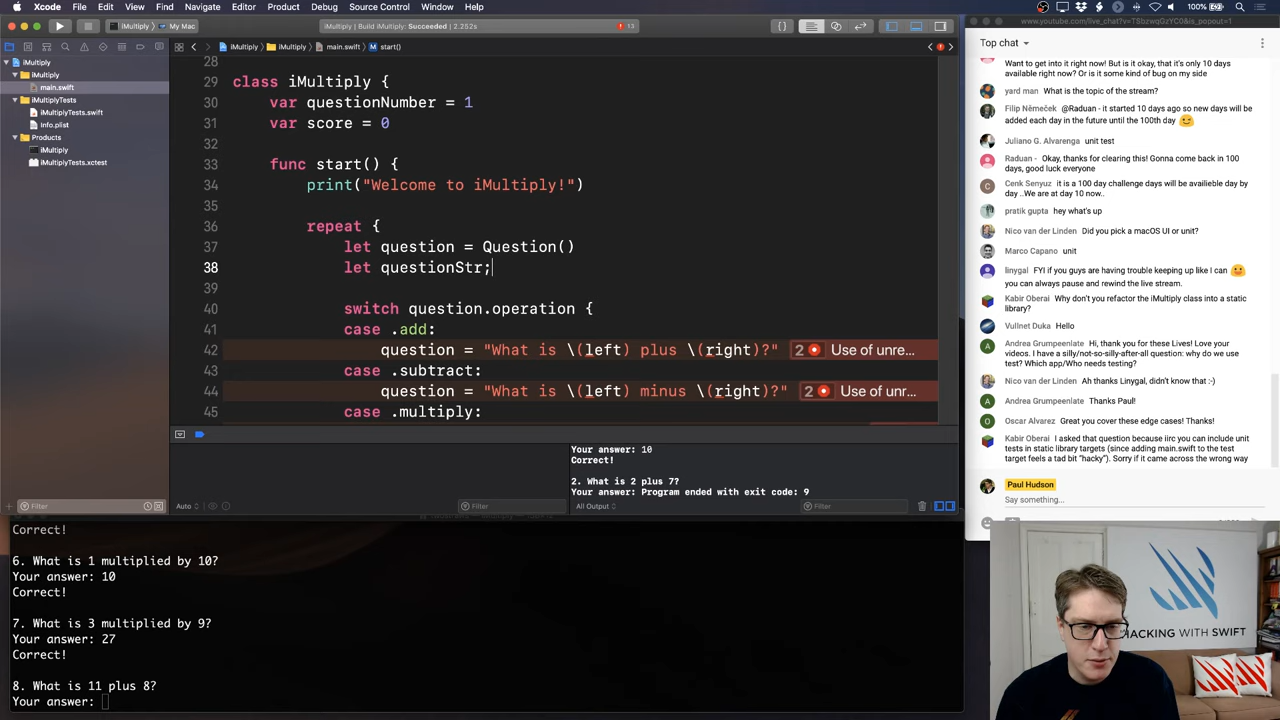 Xcode File Edit View Find Navigate Editor Product Debug Source Control Window Help
100%
iMultiply My Mac
iMultiply | Build iMultiply: Succeeded | 2.252s
13
iMultiply iMultiply main.swift M start()
iMultiply
iMultiply
main.swift
iMultiplyTests
iMultiplyTests.swift
Info.plist
Products
iMultiply
iMultiplyTests.xctest
28
29 class iMultiply {
30 var questionNumber = 1
31 var score = 0
32
33 func start() {
34 print("Welcome to iMultiply!")
35
36 repeat {
37 let question = Question()
38 let questionStr;
39
40 switch question.operation {
41 case .add:
42 question = "What is \(left) plus \(right)?" 2 Use of unre...
43 case .subtract:
44 question = "What is \(left) minus \(right)?" 2 Use of unr...
45 case .multiply:
Your answer: 10
Correct!
2. What is 2 plus 7?
Your answer: Program ended with exit code: 9
Filter
Auto
Filter
All Output
Filter
Correct!
6. What is 1 multiplied by 10?
Your answer: 10
Correct!
7. What is 3 multiplied by 9?
Your answer: 27
Correct!
8. What is 11 plus 8?
Your answer:
www.youtube.com/live_chat?v=TSbzwqGzYC0&is_popout=1
Top chat
Want to get into it right now! But is it okay, that it's only 10 days
available right now? Or is it some kind of bug on my side
yard man What is the topic of the stream?
Filip Němeček @Raduan - it started 10 days ago so new days will be
added each day in the future until the 100th day
Juliano G. Alvarenga unit test
Raduan - Okay, thanks for clearing this! Gonna come back in 100
days, good luck everyone
Cenk Senyuz it is a 100 day challenge days will be availieble day by
day ..We are at day 10 now..
pratik gupta hey what's up
Nico van der Linden Did you pick a macOS UI or unit?
Marco Capano unit
linygal FYI if you guys are having trouble keeping up like I can
you can always pause and rewind the live stream.
Kabir Oberai Why don't you refactor the iMultiply class into a static
library?
Vullnet Duka Hello
Andrea Grumpeenlate Hi, thank you for these Lives! Love your
videos. I have a silly/not-so-silly-after-all question: why do we use
test? Which app/Who needs testing?
Nico van der Linden Ah thanks Linygal, didn't know that :-)
Andrea Grumpeenlate Thanks Paul!
Oscar Alvarez Great you cover these edge cases! Thanks!
Kabir Oberai I asked that question because iirc you can include unit
tests in static library targets (since adding main.swift to the test
target feels a tad bit "hacky"). Sorry if it came across the wrong way
Paul Hudson
Say something...
HACKING WITH SWIFT